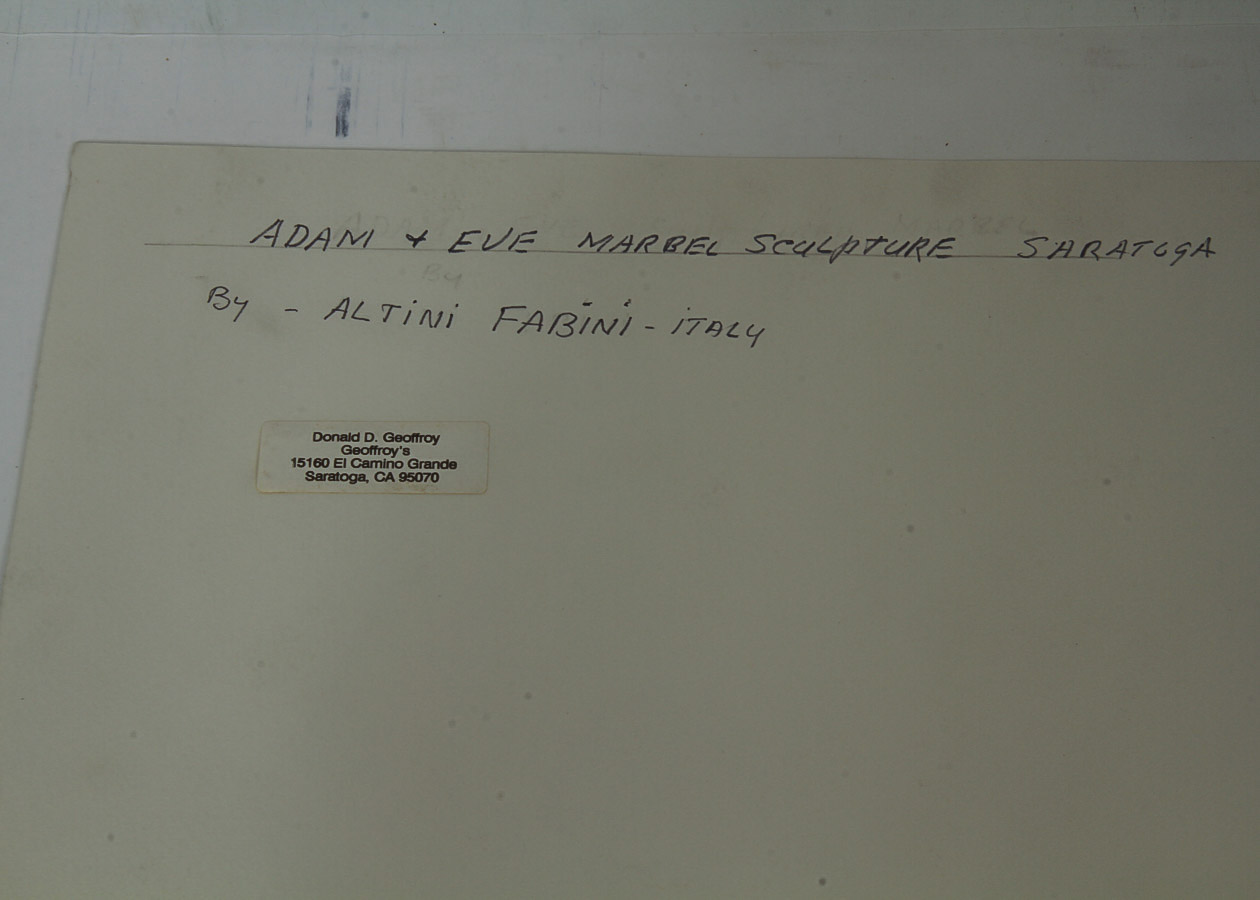 ADAM & EVE MARBEL SCULPTURE SARATOGA
By - ALTINI FABINI - ITALY
Donald D. Geoffroy
Geoffroy's
15160 El Camino Grande
Saratoga, CA 95070